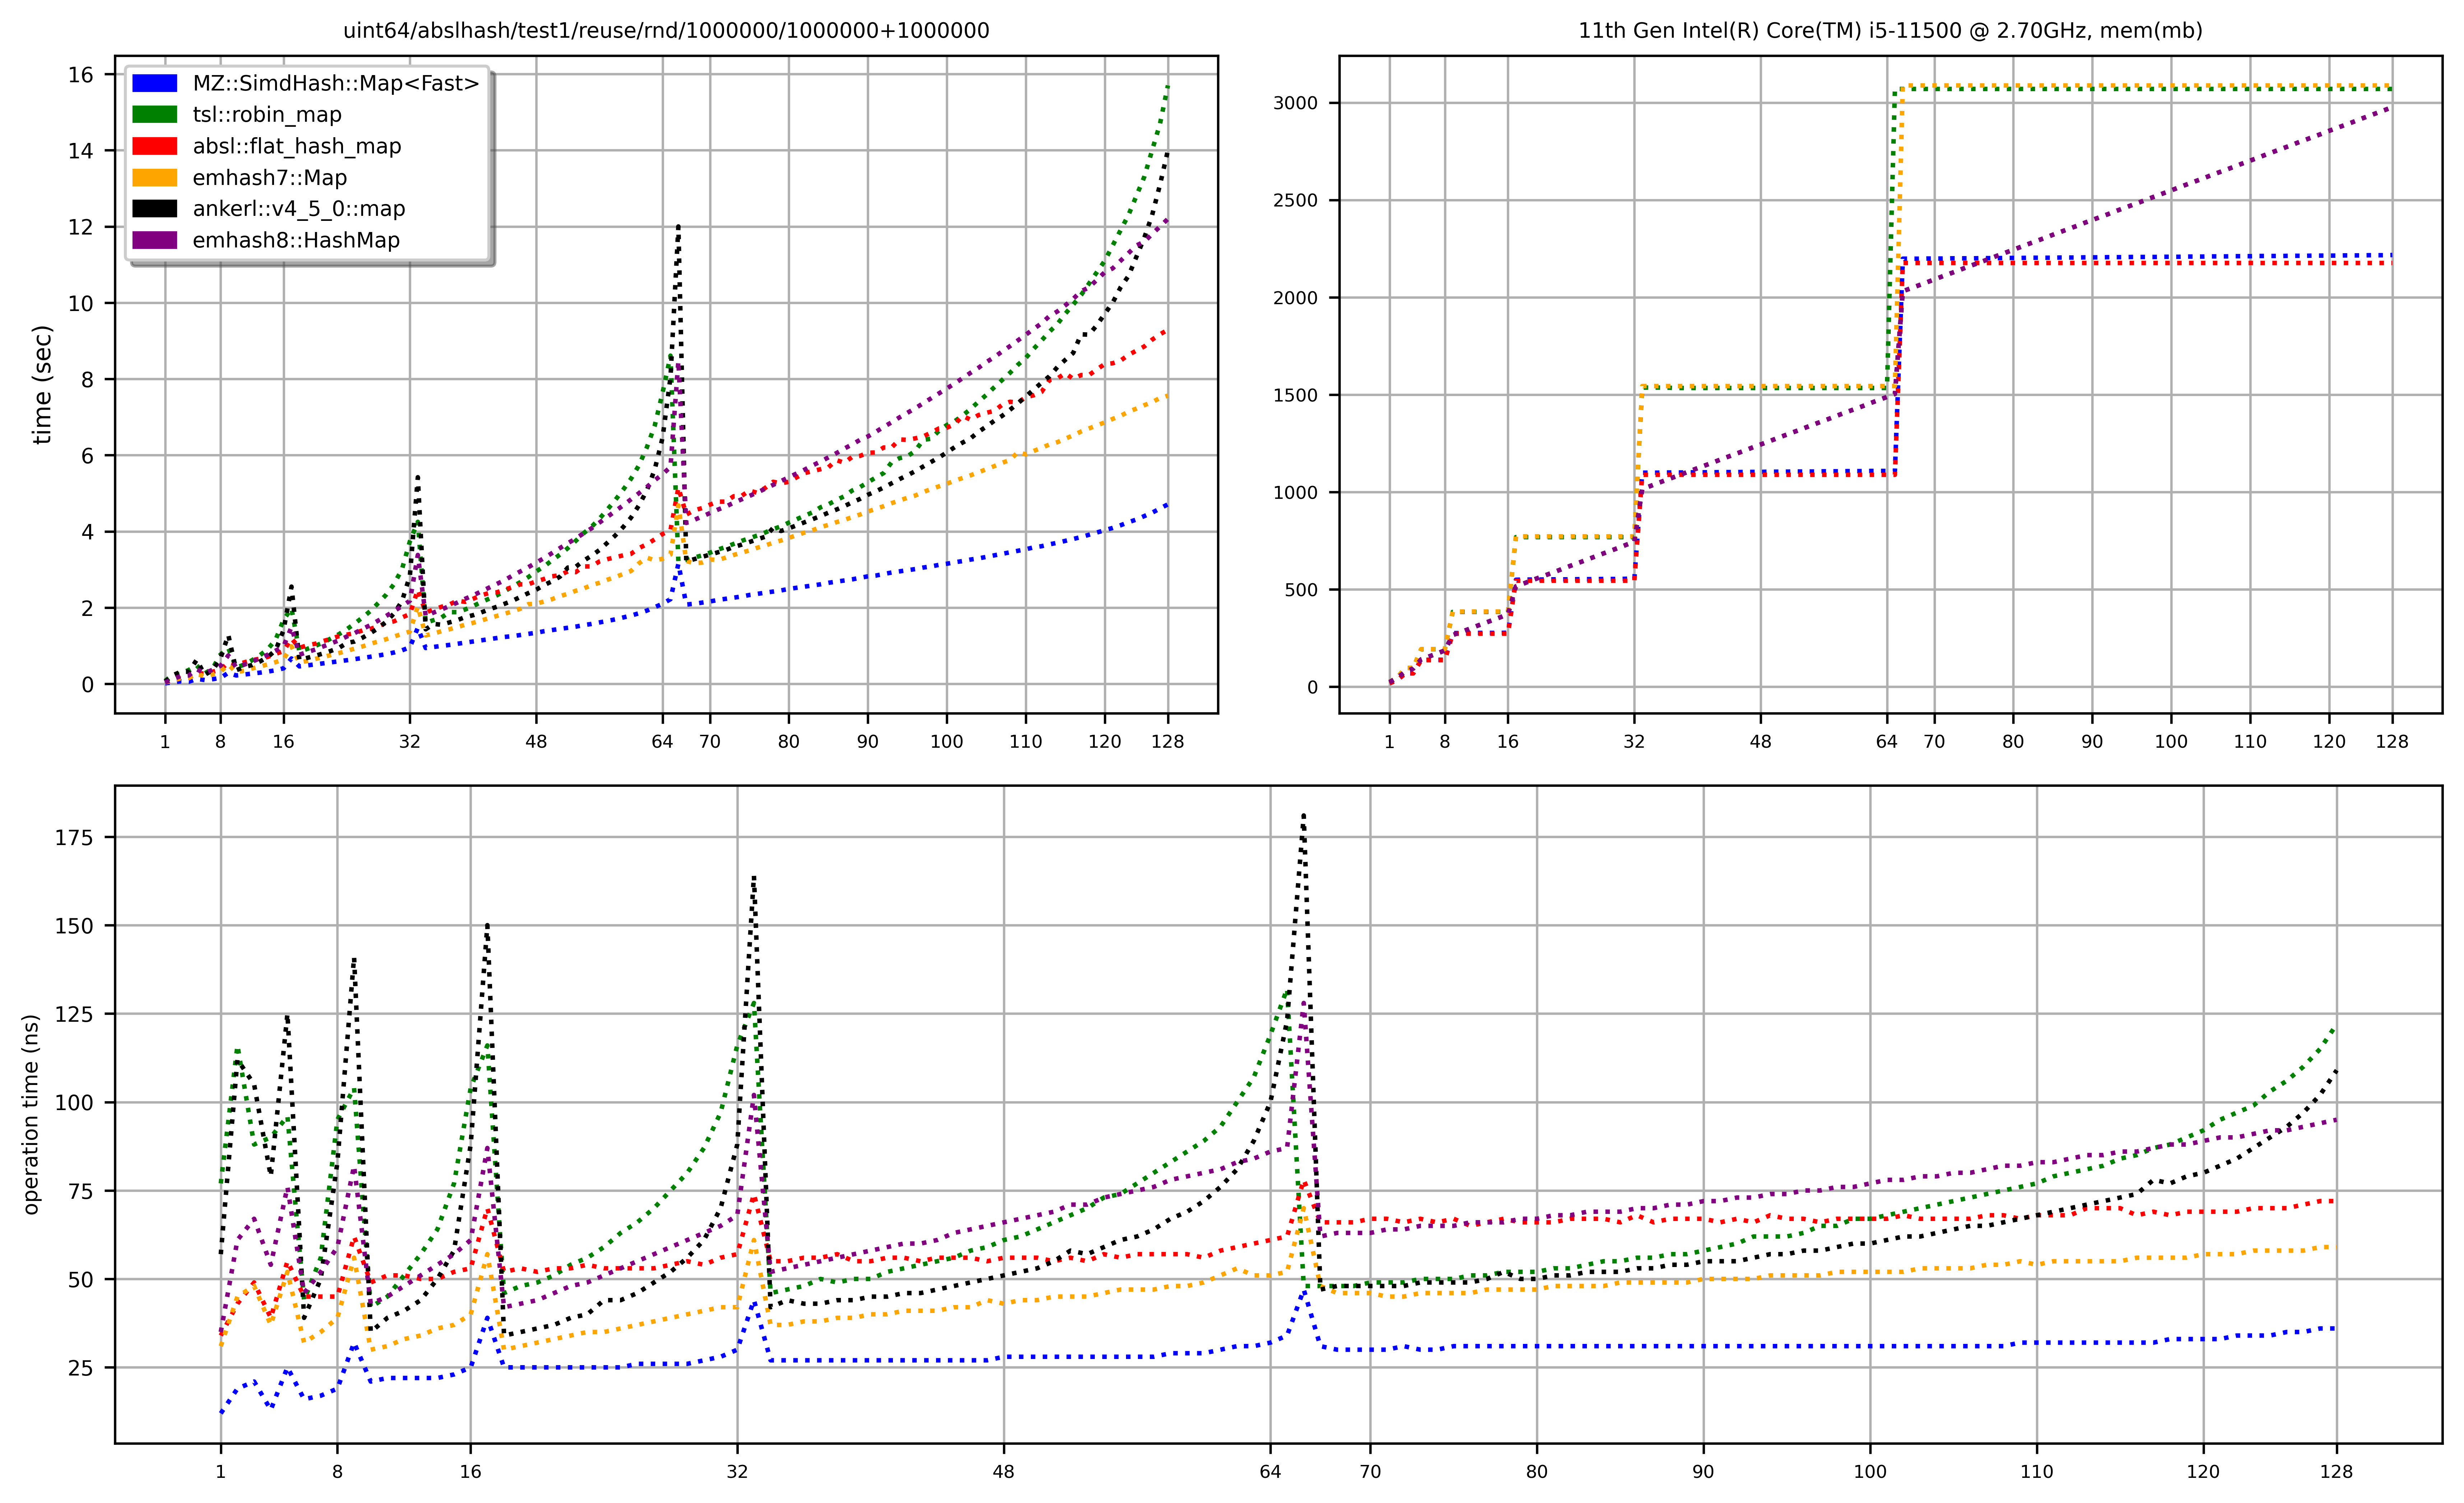 uint64/abslhash/test1/reuse/rnd/1000000/1000000+1000000
16
14
12
10
8
6
4
2
0
time (sec)
MZ::SimdHash::Map<Fast>
tsl::robin_map
absl::flat_hash_map
emhash7::Map
ankerl::v4_5_0::map
emhash8::HashMap
1 8 16 32 48 64 70 80 90 100 110 120 128
11th Gen Intel(R) Core(TM) i5-11500 @ 2.70GHz, mem(mb)
3000
2500
2000
1500
1000
500
0
1 8 16 32 48 64 70 80 90 100 110 120 128
175
150
125
100
75
50
25
operation time (ns)
1 8 16 32 48 64 70 80 90 100 110 120 128